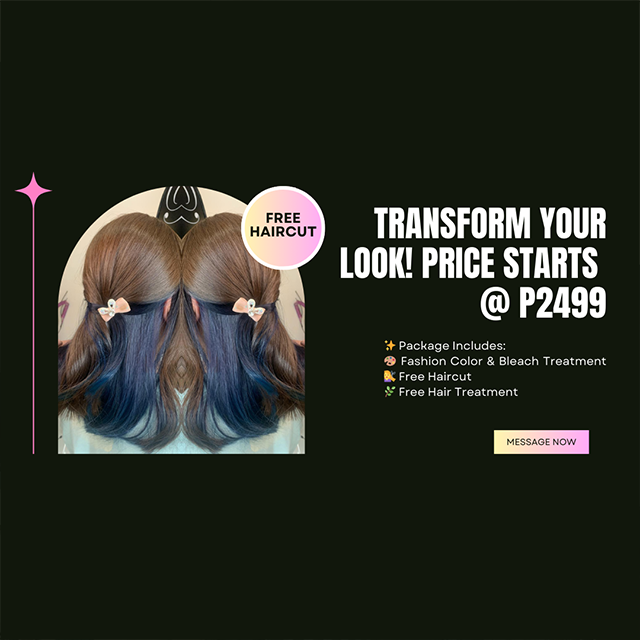 FREE
HAIRCUT
TRANSFORM YOUR
LOOK! PRICE STARTS
@ P2499
✨ Package Includes:
🎨 Fashion Color & Bleach Treatment
💇‍♀️ Free Haircut
🌿 Free Hair Treatment
MESSAGE NOW